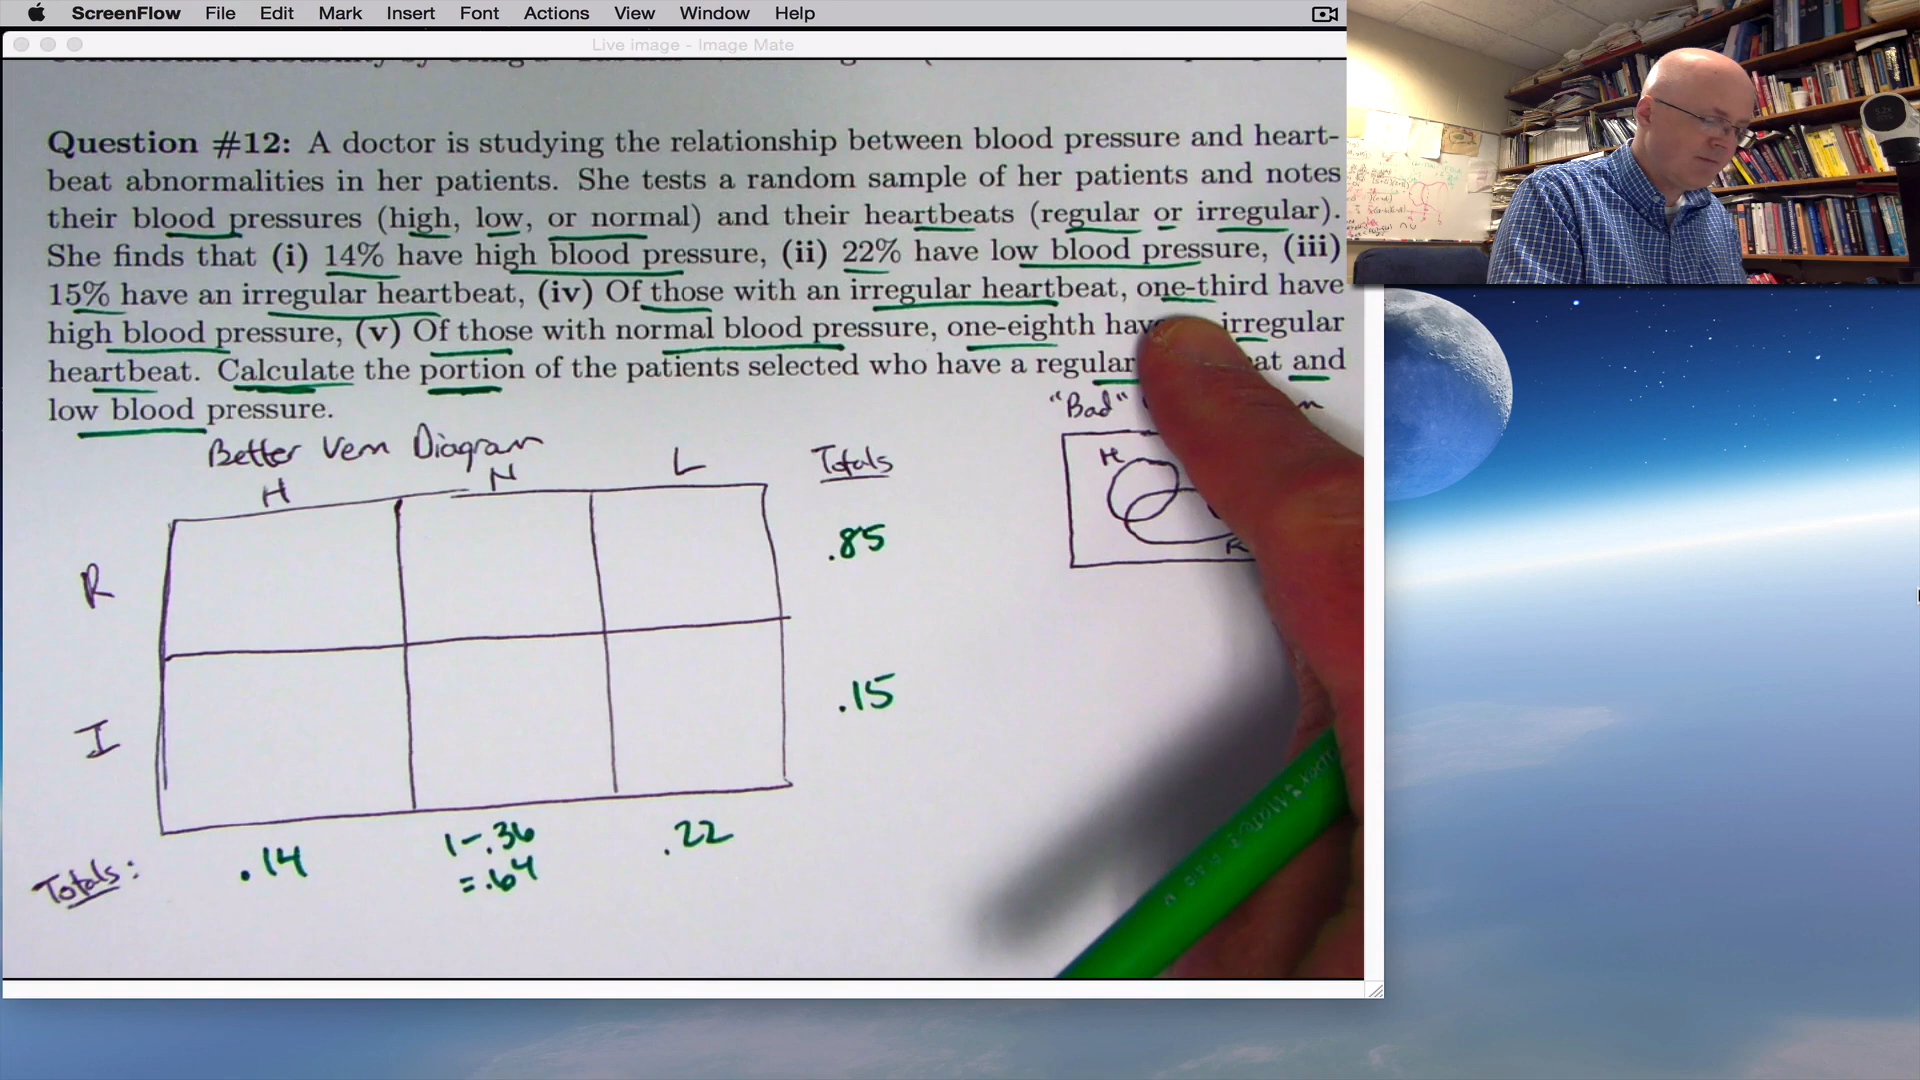 ScreenFlow File Edit Mark Insert Font Actions View Window Help
Live image - Image Mate
Question #12: A doctor is studying the relationship between blood pressure and heart-
beat abnormalities in her patients. She tests a random sample of her patients and notes
their blood pressures (high, low, or normal) and their heartbeats (regular or irregular).
She finds that (i) 14% have high blood pressure, (ii) 22% have low blood pressure, (iii)
15% have an irregular heartbeat, (iv) Of those with an irregular heartbeat, one-third have
high blood pressure, (v) Of those with normal blood pressure, one-eighth have irregular
heartbeat. Calculate the portion of the patients selected who have a regular and
low blood pressure.
"Bad"
Better Venn Diagram
H N L Totals
H
R .85
R
I .15
Totals: .14 1-.36 .22
=.64